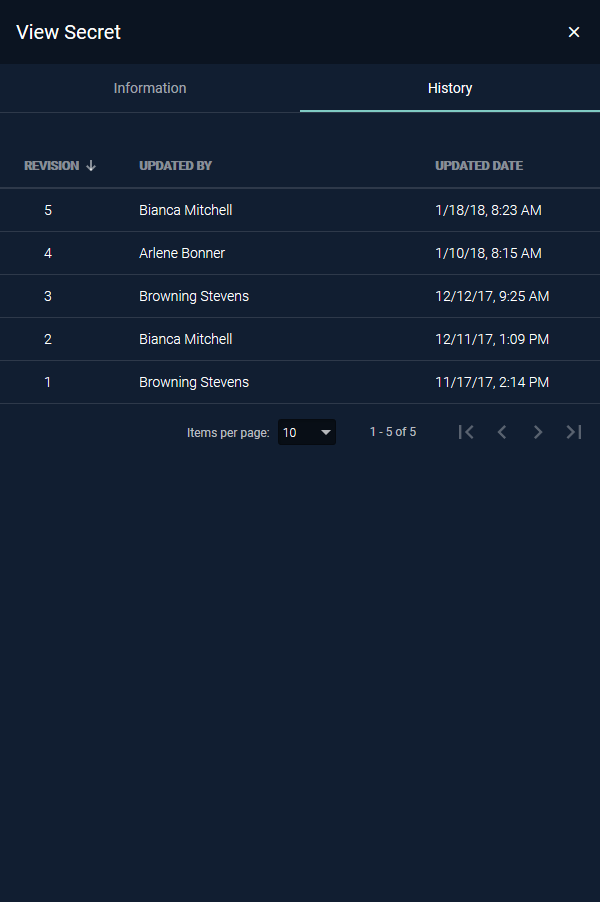 View Secret
Information History
REVISION UPDATED BY UPDATED DATE
5 Bianca Mitchell 1/18/18, 8:23 AM
4 Arlene Bonner 1/10/18, 8:15 AM
3 Browning Stevens 12/12/17, 9:25 AM
2 Bianca Mitchell 12/11/17, 1:09 PM
1 Browning Stevens 11/17/17, 2:14 PM
Items per page: 10 1 - 5 of 5